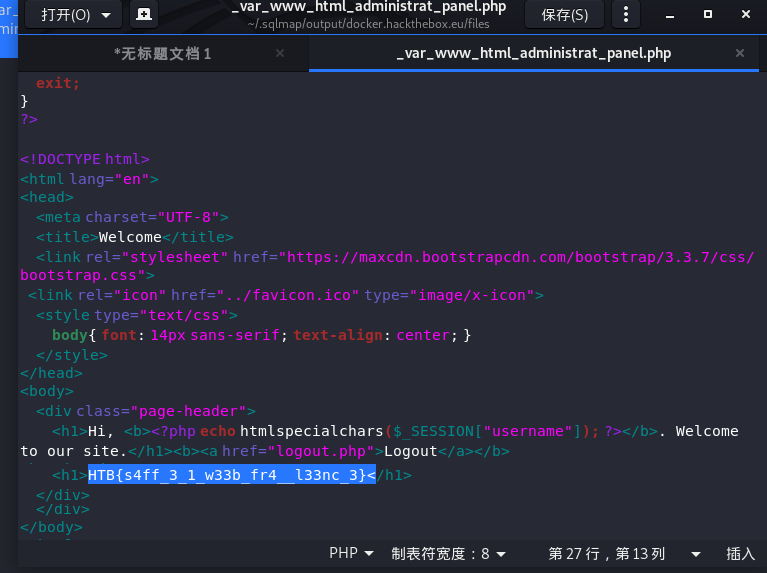 打开(O)
_var_www_html_administrat_panel.php
~/.sqlmap/output/docker.hackthebox.eu/files
保存(S)
*无标题文档 1
_var_www_html_administrat_panel.php
exit;
}
?>
<!DOCTYPE html>
<html lang="en">
<head>
<meta charset="UTF-8">
<title>Welcome</title>
<link rel="stylesheet" href="https://maxcdn.bootstrapcdn.com/bootstrap/3.3.7/css/
bootstrap.css">
<link rel="icon" href="../favicon.ico" type="image/x-icon">
<style type="text/css">
body{ font: 14px sans-serif; text-align: center; }
</style>
</head>
<body>
<div class="page-header">
<h1>Hi, <b><?php echo htmlspecialchars($_SESSION["username"]); ?></b>. Welcome
to our site.</h1><b><a href="logout.php">Logout</a></b>
<h1>HTB{s4ff_3_1_w33b_fr4__l33nc_3}</h1>
</div>
</div>
</body>
PHP 制表符宽度：8 第 27 行，第 13 列 插入